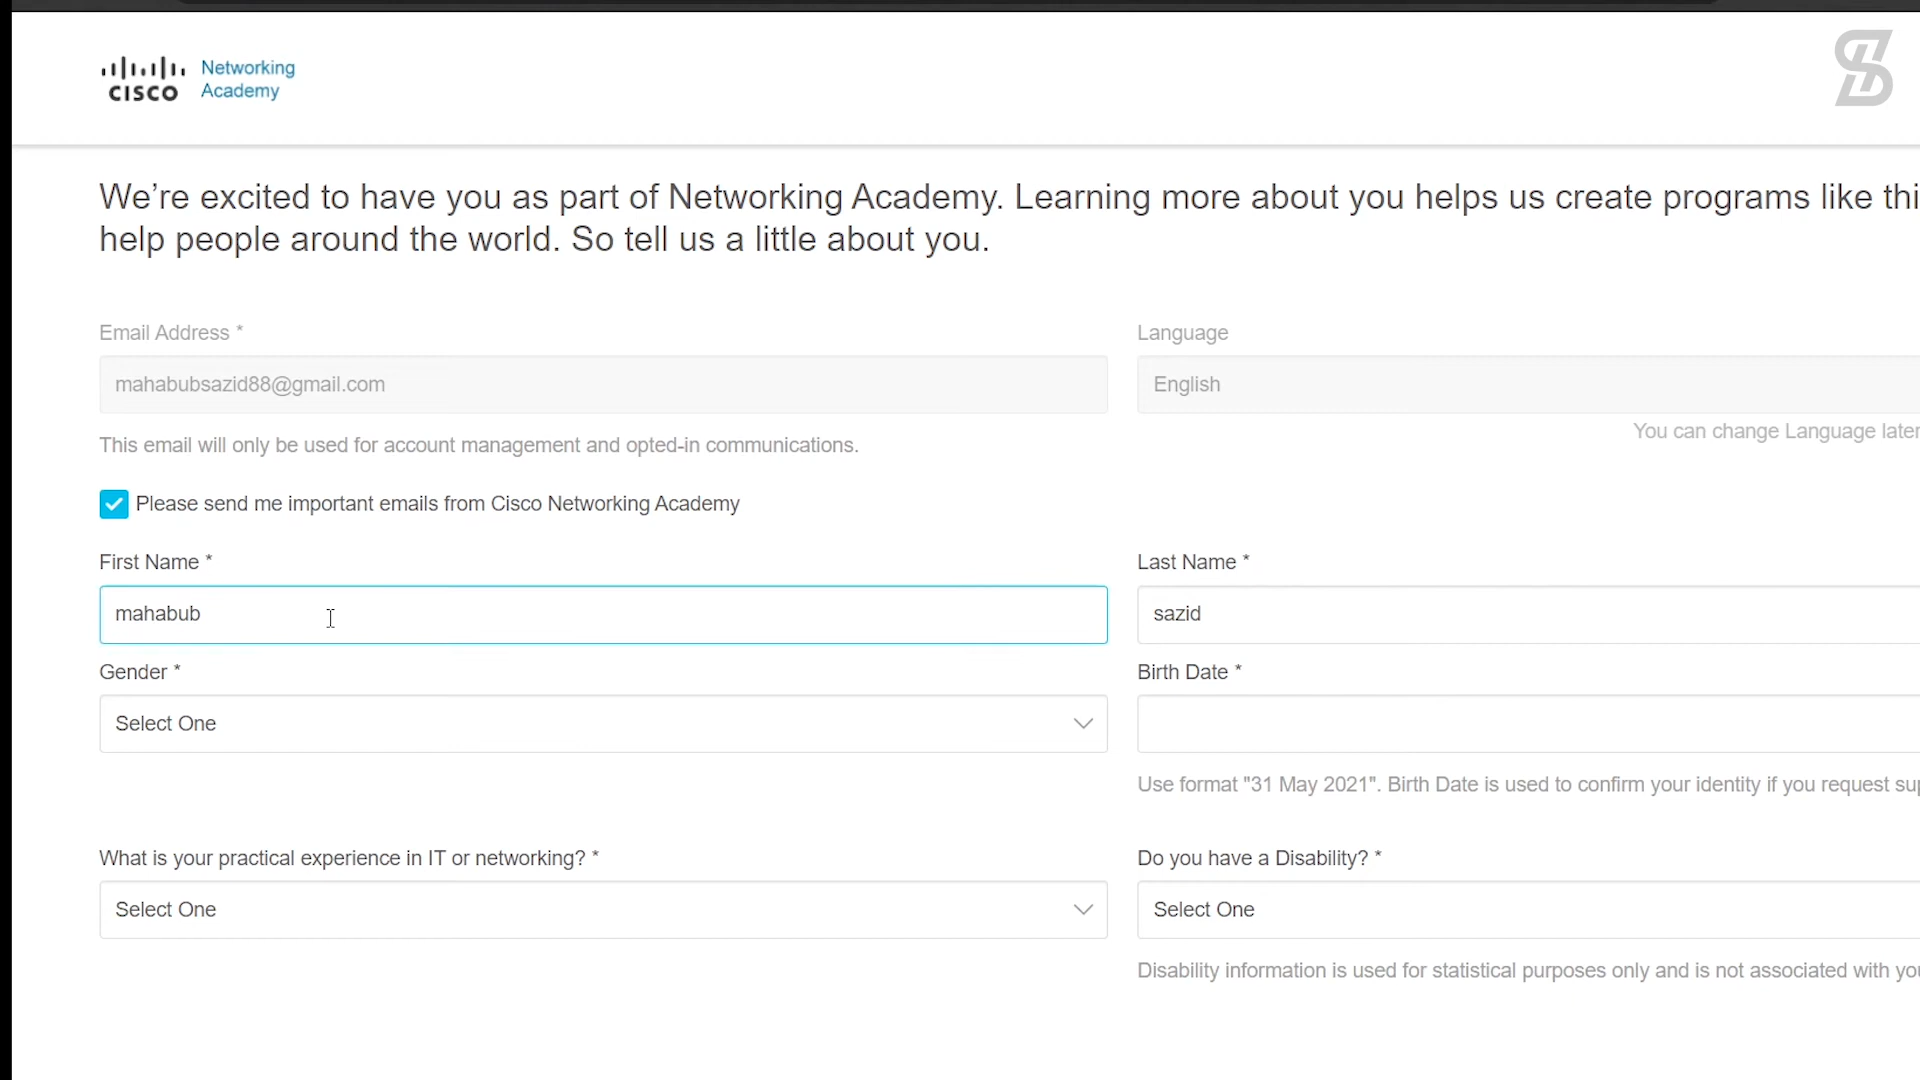 CISCO
Networking
Academy
We're excited to have you as part of Networking Academy. Learning more about you helps us create programs like thi
help people around the world. So tell us a little about you.
Email Address *
Language
mahabubsazid88@gmail.com
English
This email will only be used for account management and opted-in communications.
You can change Language later
Please send me important emails from Cisco Networking Academy
First Name *
Last Name *
mahabub
sazid
Gender *
Birth Date *
Select One
Use format "31 May 2021". Birth Date is used to confirm your identity if you request sup
What is your practical experience in IT or networking? *
Do you have a Disability? *
Select One
Select One
Disability information is used for statistical purposes only and is not associated with you